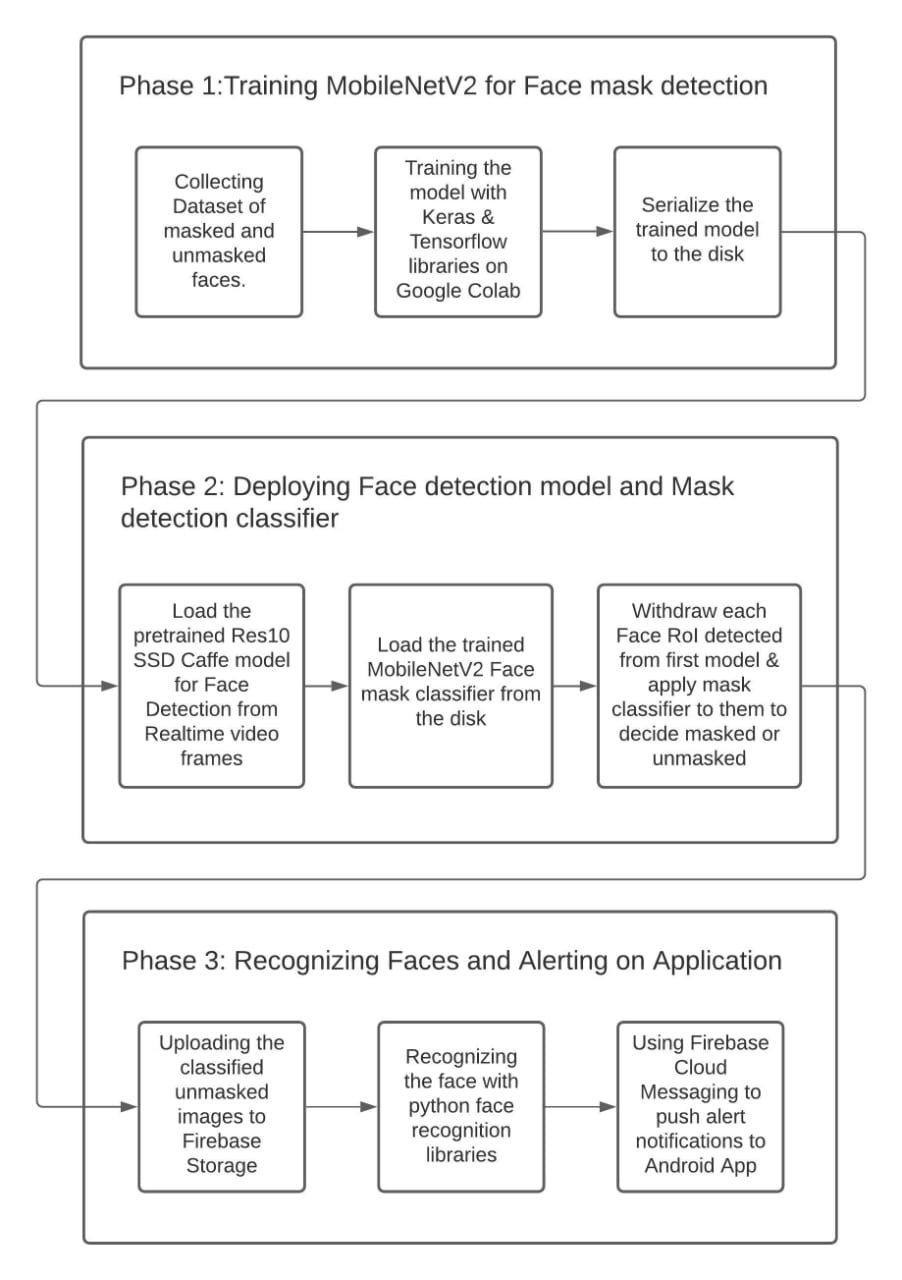 Phase 1:Training MobileNetV2 for Face mask detection
Collecting
Dataset of
masked and
unmasked
faces.
Training the
model with
Keras &
Tensorflow
libraries on
Google Colab
Serialize the
trained model
to the disk
Phase 2: Deploying Face detection model and Mask
detection classifier
Load the
pretrained Res10
SSD Caffe model
for Face
Detection from
Realtime video
frames
Load the trained
MobileNetV2 Face
mask classifier from
the disk
Withdraw each
Face RoI detected
from first model &
apply mask
classifier to them to
decide masked or
unmasked
Phase 3: Recognizing Faces and Alerting on Application
Uploading the
classified
unmasked
images to
Firebase
Storage
Recognizing
the face with
python face
recognition
libraries
Using Firebase
Cloud
Messaging to
push alert
notifications to
Android App